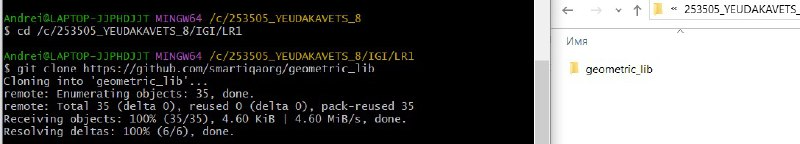 Andrei@LAPTOP-JJPHDJJT MINGW64 /c/253505_YEUDAKAVETS_8
$ cd /c/253505_YEUDAKAVETS_8/IGI/LR1
Andrei@LAPTOP-JJPHDJJT MINGW64 /c/253505_YEUDAKAVETS_8/IGI/LR1
$ git clone https://github.com/smartiqaorg/geometric_lib
Cloning into 'geometric_lib'...
remote: Enumerating objects: 35, done.
remote: Total 35 (delta 0), reused 0 (delta 0), pack-reused 35
Receiving objects: 100% (35/35), 4.60 KiB | 4.60 MiB/s, done.
Resolving deltas: 100% (6/6), done.
« 253505_YEUDAKAVETS_
Имя
geometric_lib